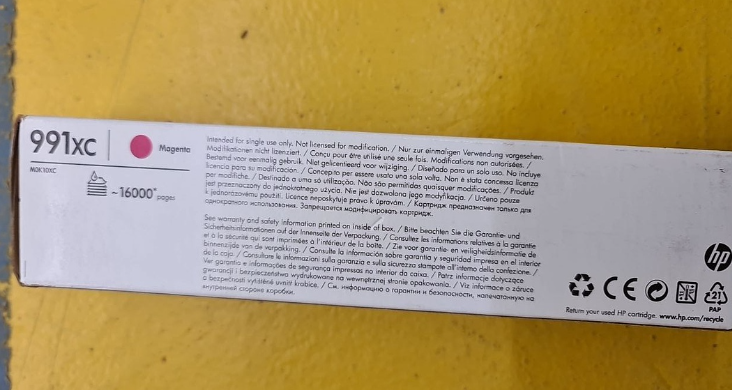 991XC
Magenta
M0K10XC
~16000* pages
Intended for single use only. Not licensed for modification. / Nur zur einmaligen Verwendung vorgesehen.
Modifikationen nicht lizenziert. / Conçu pour être utilisé une seule fois. Modifications non autorisées. /
Bestemd voor eenmalig gebruik. Niet gelicentieerd voor wijziging. / Diseñado para un solo uso. No incluye
licencia para su modificación. / Concepito per essere usato una sola volta. Non è stata concessa licenza
per modifiche. / Destinado a uma só utilização. Não são permitidas quaisquer modificações. / Produkt
jest przeznaczony do jednokrotnego użycia. Nie jest dozwolona jego modyfikacja. / Určeno pouze
k jednorázovému použití. Licence neposkytuje právo k úpravám. / Картридж предназначен только для
однократного использования. Запрещается модифицировать картридж.
See warranty and safety information printed on inside of box. / Bitte beachten Sie die Garantie- und
Sicherheitsinformationen auf der Innenseite der Verpackung. / Consultez les informations relatives à la garantie
et à la sécurité qui sont imprimées à l'intérieur de la boîte. / Zie voor garantie- en veiligheidsinformatie de
binnenzijde van de verpakking. / Consulte la información sobre garantía y seguridad impresa en el interior
de la caja. / Consultare le informazioni sulla garanzia e sulla sicurezza stampate all'interno della confezione. /
Ver garantia e informações de segurança impressas no interior da caixa. / Patrz informacje dotyczące
gwarancji i bezpieczeństwa wydrukowane na wewnętrznej stronie opakowania. / Viz informace o záruce
a bezpečnosti vytištěné uvnitř krabice. / См. информацию о гарантии и безопасности, напечатанную на
внутренней стороне коробки.
hp
CE
21
PAP
Return your used HP cartridge: www.hp.com/recycle